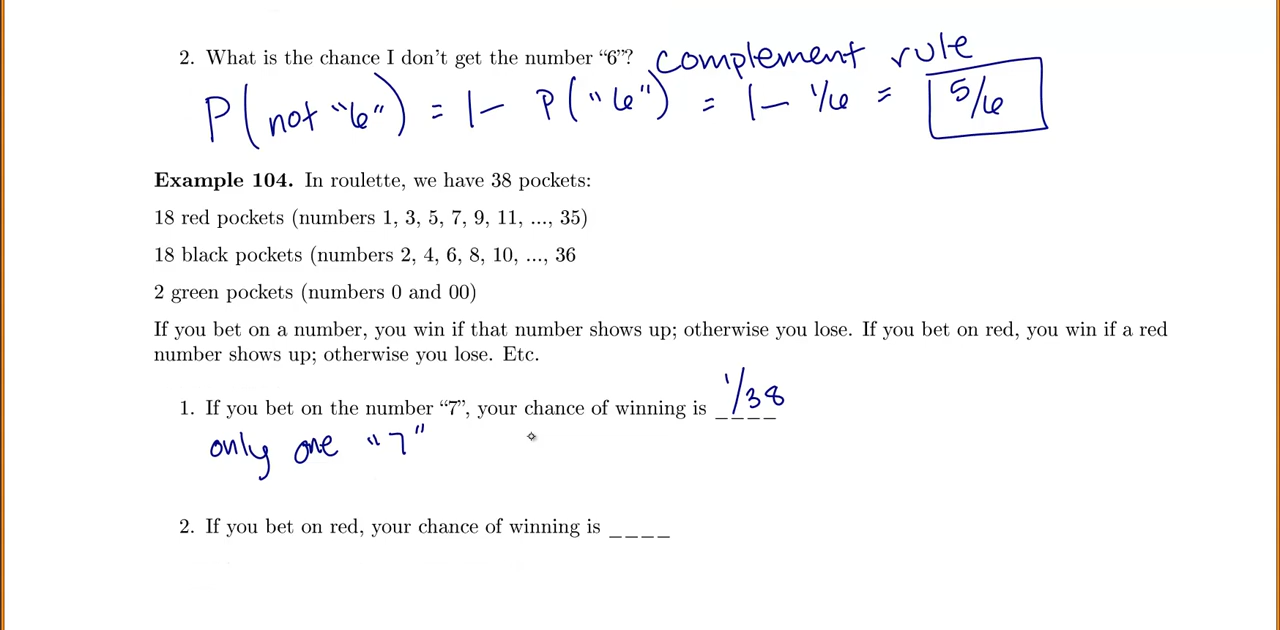 2. What is the chance I don't get the number “6”? complement rule
P(not “6”) = 1 – P(“6”) = 1 – 1/6 = 5/6
Example 104. In roulette, we have 38 pockets:
18 red pockets (numbers 1, 3, 5, 7, 9, 11, ..., 35)
18 black pockets (numbers 2, 4, 6, 8, 10, ..., 36
2 green pockets (numbers 0 and 00)
If you bet on a number, you win if that number shows up; otherwise you lose. If you bet on red, you win if a red
number shows up; otherwise you lose. Etc.
1. If you bet on the number “7”, your chance of winning is 1/38
only one “7”
2. If you bet on red, your chance of winning is ____